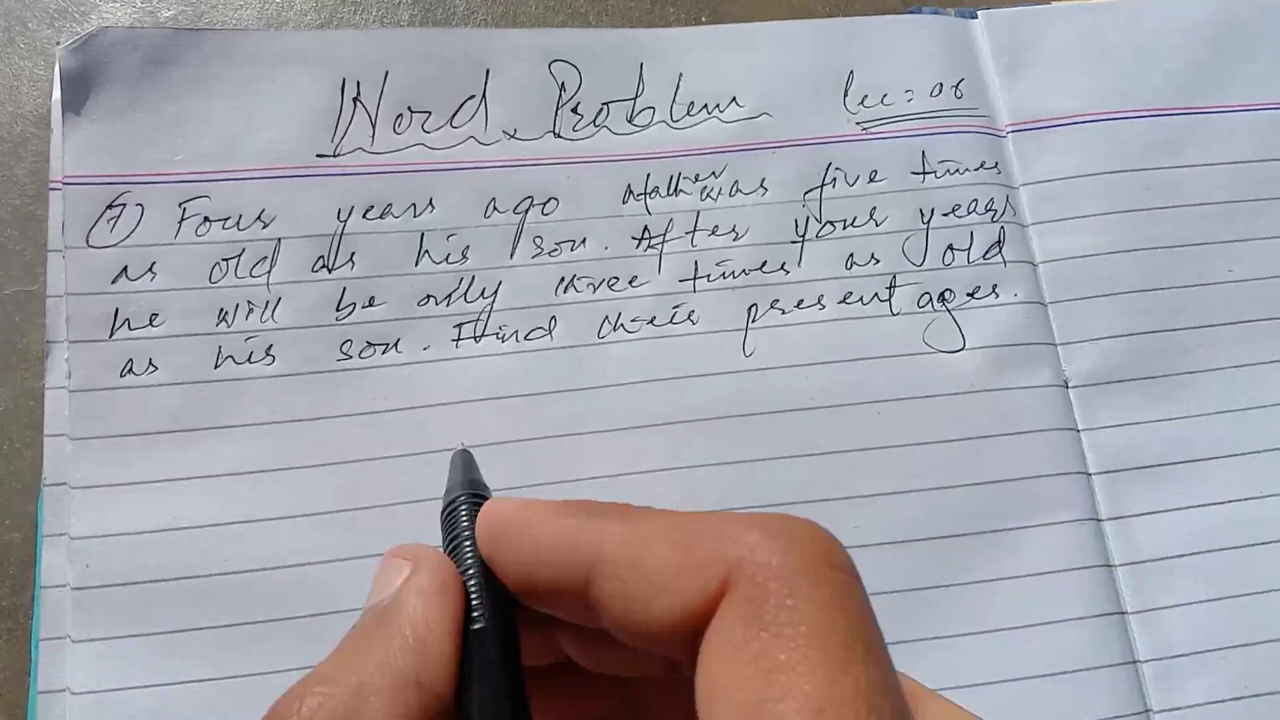 Word Problem lec = 08
(7) Four years ago a father was five times
as old as his son. After four years
he will be only three times as old
as his son. Find their present ages.